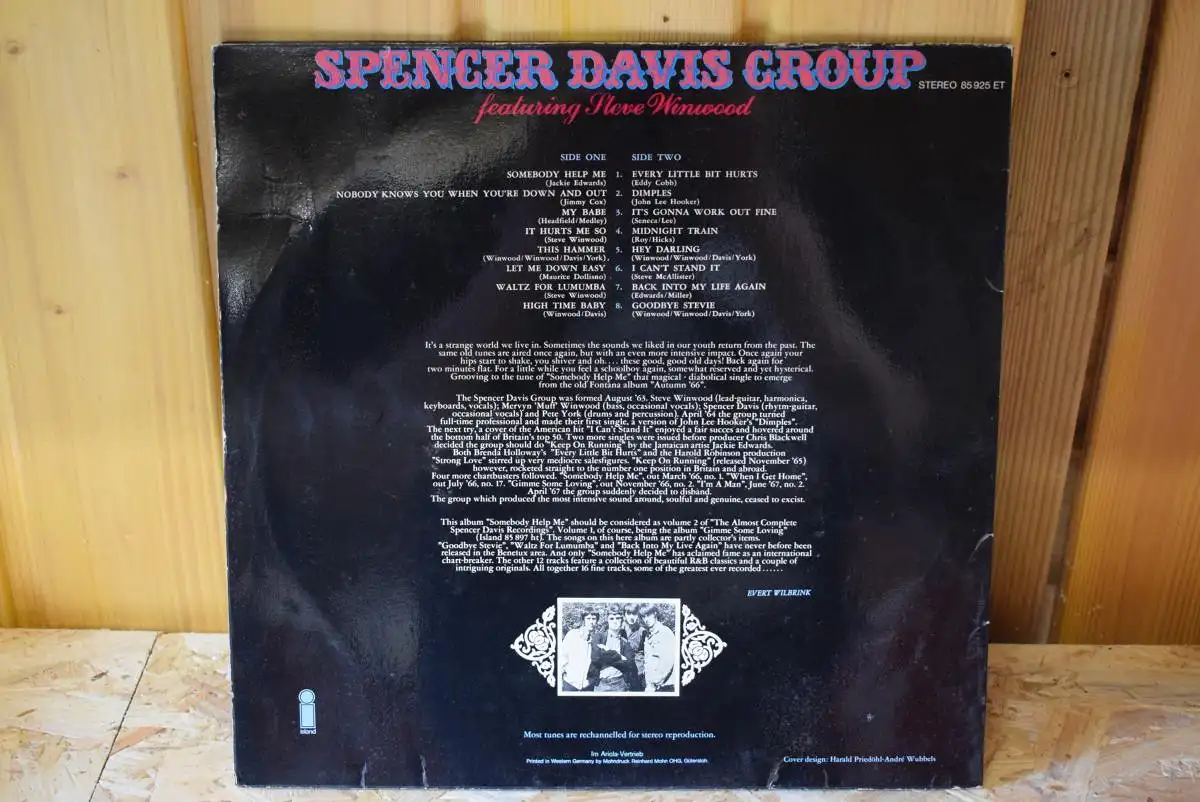 SPENCER DAVIS GROUP
STEREO 85 925 ET
featuring Steve Winwood
SIDE ONE
SOMEBODY HELP ME 1.
(Jackie Edwards)
NOBODY KNOWS YOU WHEN YOU'RE DOWN AND OUT 2.
(Jimmy Cox)
MY BABE 3.
(Headfield/Medley)
IT HURTS ME SO 4.
(Steve Winwood)
THIS HAMMER 5.
(Winwood/Winwood/Davis/York).
LET ME DOWN EASY 6.
(Maurice Dollisno)
WALTZ FOR LUMUMBA 7.
(Steve Winwood)
HIGH TIME BABY 8.
(Winwood/Davis)
SIDE TWO
EVERY LITTLE BIT HURTS
(Eddy Cobb)
DIMPLES
(John Lee Hooker)
IT'S GONNA WORK OUT FINE
(Seneca/Lee)
MIDNIGHT TRAIN
(Roy/Hicks)
HEY DARLING
(Winwood/Winwood/Davis/York)
I CAN'T STAND IT
(Steve McAllister)
BACK INTO MY LIFE AGAIN
(Edwards/Miller)
GOODBYE STEVIE
(Winwood/Winwood/Davis/York)
It's a strange world we live in. Sometimes the sounds we liked in our youth return from the past. The
same old tunes are aired once again, but with an even more intensive impact. Once again your
hips start to shake, you shiver and oh.... these good, good old days! Back again for
two minutes flat. For a little while you feel a schoolboy again, somewhat reserved and yet hysterical.
Grooving to the tune of "Somebody Help Me" that magical - diabolical single to emerge
from the old Fontana album "Autumn '66".
The Spencer Davis Group was formed August '63. Steve Winwood (lead-guitar, harmonica,
keyboards, vocals); Mervyn 'Muff' Winwood (bass, occasional vocals); Spencer Davis (rhytm-guitar,
occasional vocals) and Pete York (drums and percussion). April '64 the group turned
full-time professional and made their first single, a version of John Lee Hooker's "Dimples".
The next try, a cover of the American hit "I Can't Stand It" enjoyed a fair succes and hovered around
the bottom half of Britain's top 50. Two more singles were issued before producer Chris Blackwell
decided the group should do "Keep On Running" by the Jamaican artist Jackie Edwards.
Both Brenda Holloway's "Every Little Bit Hurts" and the Harold Robinson production
"Strong Love" stirred up very mediocre salesfigures. "Keep On Running" (released November '65)
however, rocketed straight to the number one position in Britain and abroad.
Four more chartbusters followed. "Somebody Help Me", out March '66, no. 1. "When I Get Home",
out July '66, no. 17. "Gimme Some Loving", out November '66, no. 2. "I'm A Man", June '67, no. 2.
April '67 the group suddenly decided to disband.
The group which produced the most intensive sound around, soulful and genuine, ceased to excist.
This album "Somebody Help Me" should be considered as volume 2 of "The Almost Complete
Spencer Davis Recordings". Volume 1, of course, being the album "Gimme Some Loving"
(Island 85 897 ht). The songs on this here album are partly collector's items.
"Goodbye Stevie", "Waltz For Lumumba" and "Back Into My Live Again" have never before been
released in the Benelux area. And only "Somebody Help Me" has aclaimed fame as an international
chart-breaker. The other 12 tracks feature a collection of beautiful R&B classics and a couple of
intriguing originals. All together 16 fine tracks, some of the greatest ever recorded......
EVERT WILBRINK
island
Most tunes are rechannelled for stereo reproduction.
Im Ariola-Vertrieb
Printed in Western Germany by Mohndruck Reinhard Mohn OHG, Gütersloh.
Cover design: Harald Priedöhl-André Wubbels